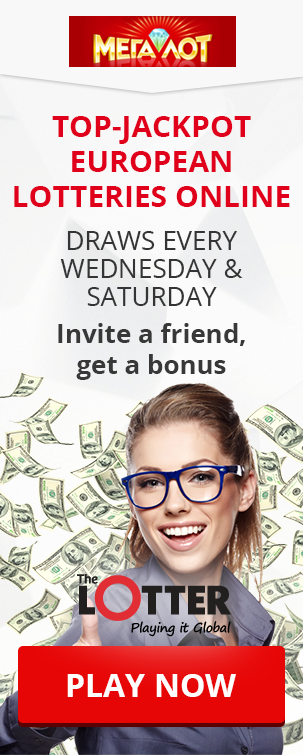 МЕГАЛОТ
TOP-JACKPOT
EUROPEAN
LOTTERIES ONLINE
DRAWS EVERY
WEDNESDAY &
SATURDAY
Invite a friend,
get a bonus
The
LOTTER
Playing it Global
PLAY NOW